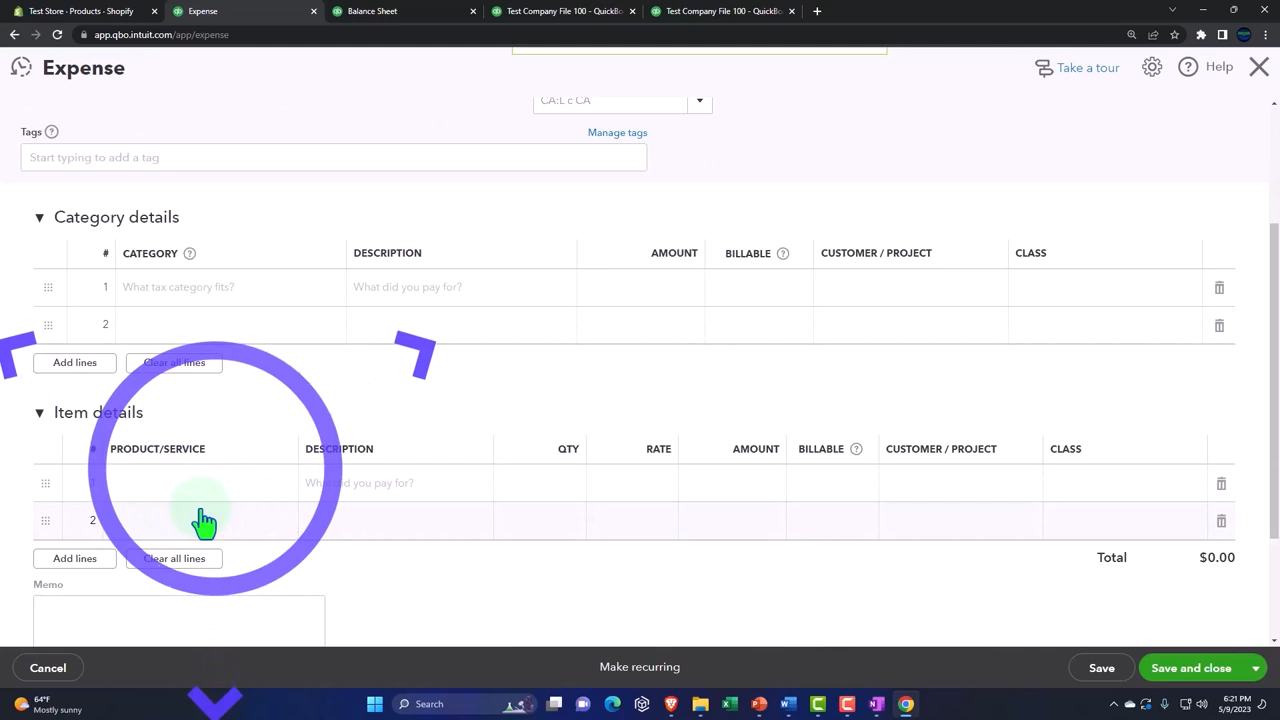 Test Store - Shopify
Expense
Balance Sheet
Test Company File 100 - QuickBo
Test Company File 100 - QuickBo
app.qbo.intuit.com/app/expense
Expense
Take a tour
Help
CA:L c CA
Tags
Manage tags
Start typing to add a tag
Category details
# CATEGORY DESCRIPTION AMOUNT BILLABLE CUSTOMER / PROJECT CLASS
1 What tax category fits? What did you pay for?
2
Add lines Clear all lines
Item details
# PRODUCT/SERVICE DESCRIPTION QTY RATE AMOUNT BILLABLE CUSTOMER / PROJECT CLASS
1 What did you pay for?
2
Add lines Clear all lines Total $0.00
Memo
Cancel Make recurring Save Save and close
64°F
Mostly sunny
Search
6:21 PM
5/9/2023